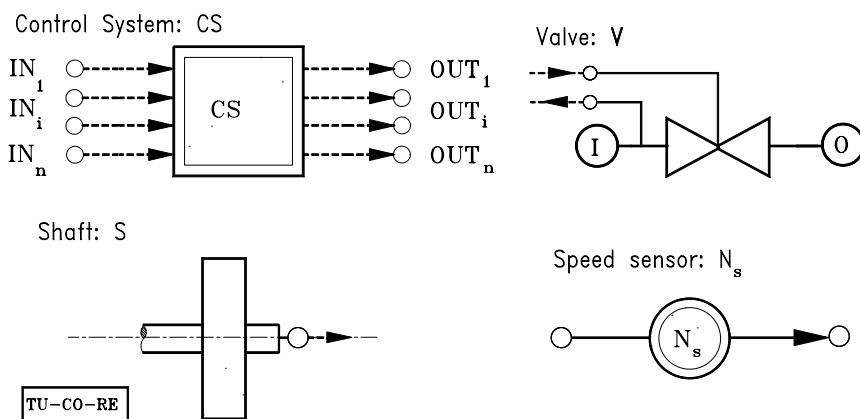 Control System: CS
IN₁
INᵢ
INₙ
CS
OUT₁
OUTᵢ
OUTₙ
Valve: V
I
O
Shaft: S
TU-CO-RE
Speed sensor: Nₛ
Nₛ